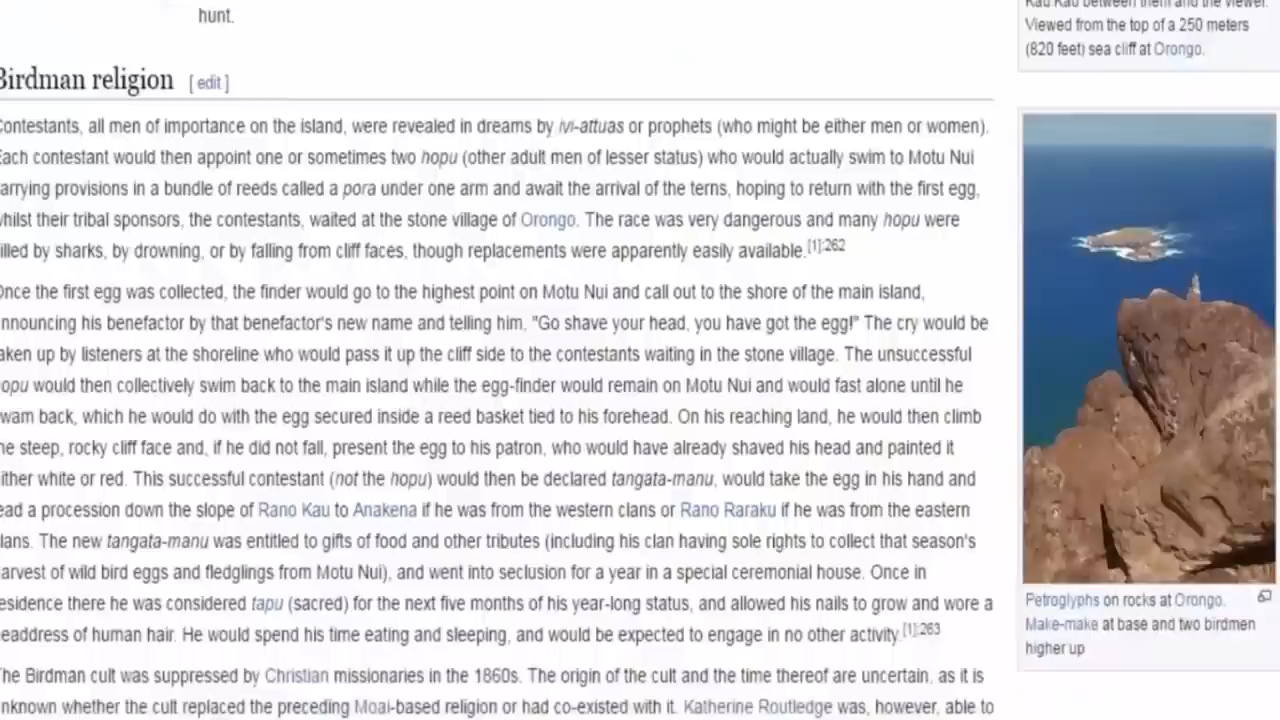 hunt.
Birdman religion [ edit ]
Contestants, all men of importance on the island, were revealed in dreams by ivi-attuas or prophets (who might be either men or women).
Each contestant would then appoint one or sometimes two hopu (other adult men of lesser status) who would actually swim to Motu Nui
carrying provisions in a bundle of reeds called a pora under one arm and await the arrival of the terns, hoping to return with the first egg,
whilst their tribal sponsors, the contestants, waited at the stone village of Orongo. The race was very dangerous and many hopu were
killed by sharks, by drowning, or by falling from cliff faces, though replacements were apparently easily available.[1]:262
Once the first egg was collected, the finder would go to the highest point on Motu Nui and call out to the shore of the main island,
announcing his benefactor by that benefactor's new name and telling him, "Go shave your head, you have got the egg!" The cry would be
taken up by listeners at the shoreline who would pass it up the cliff side to the contestants waiting in the stone village. The unsuccessful
hopu would then collectively swim back to the main island while the egg-finder would remain on Motu Nui and would fast alone until he
swam back, which he would do with the egg secured inside a reed basket tied to his forehead. On his reaching land, he would then climb
the steep, rocky cliff face and, if he did not fall, present the egg to his patron, who would have already shaved his head and painted it
either white or red. This successful contestant (not the hopu) would then be declared tangata-manu, would take the egg in his hand and
lead a procession down the slope of Rano Kau to Anakena if he was from the western clans or Rano Raraku if he was from the eastern
clans. The new tangata-manu was entitled to gifts of food and other tributes (including his clan having sole rights to collect that season's
harvest of wild bird eggs and fledglings from Motu Nui), and went into seclusion for a year in a special ceremonial house. Once in
residence there he was considered tapu (sacred) for the next five months of his year-long status, and allowed his nails to grow and wore a
headdress of human hair. He would spend his time eating and sleeping, and would be expected to engage in no other activity.[1]:263
The Birdman cult was suppressed by Christian missionaries in the 1860s. The origin of the cult and the time thereof are uncertain, as it is
unknown whether the cult replaced the preceding Moai-based religion or had co-existed with it. Katherine Routledge was, however, able to
Kau Kau between them and the viewer.
Viewed from the top of a 250 meters
(820 feet) sea cliff at Orongo.
Petroglyphs on rocks at Orongo.
Make-make at base and two birdmen
higher up